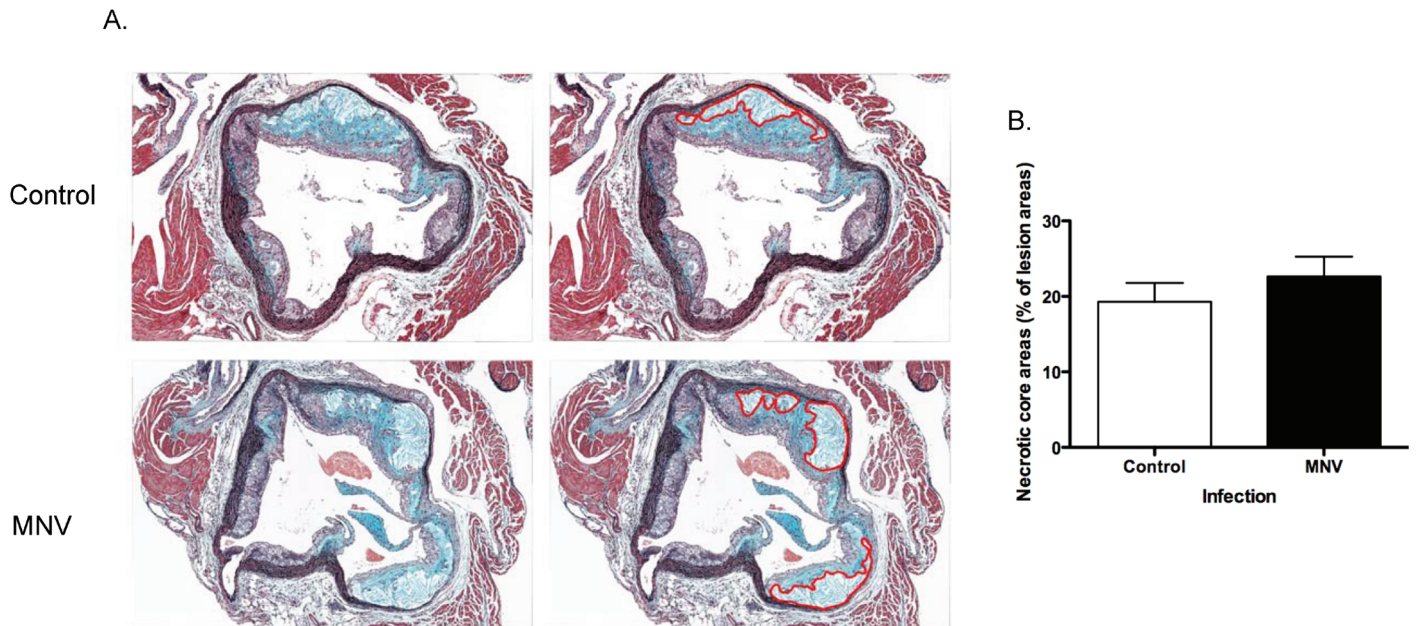 A.
Control
MNV
B.
Necrotic core areas (% of lesion areas)
30
20
10
0
Control MNV
Infection